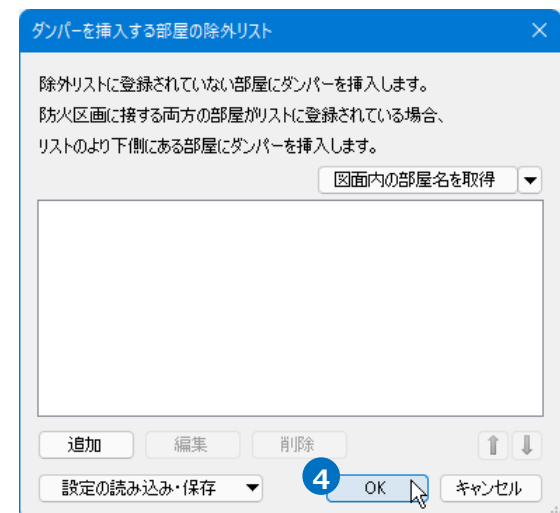 ダンパーを挿入する部屋の除外リスト
除外リストに登録されていない部屋にダンパーを挿入します。
防火区画に接する両方の部屋がリストに登録されている場合、
リストのより下側にある部屋にダンパーを挿入します。
図面内の部屋名を取得
追加 編集 削除
設定の読み込み・保存 4 OK キャンセル